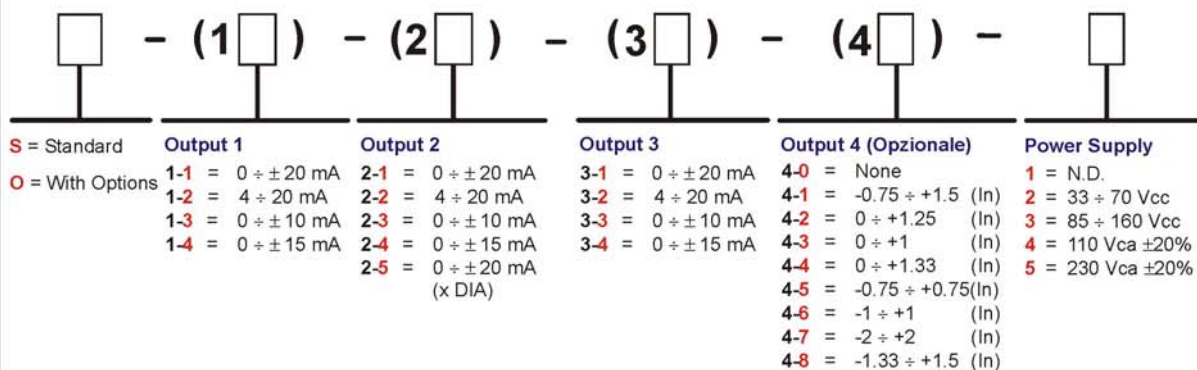 – (1 ) – (2 ) – (3 ) – (4 ) –
S = Standard
O = With Options
Output 1
1-1 = 0 ÷ ± 20 mA
1-2 = 4 ÷ 20 mA
1-3 = 0 ÷ ± 10 mA
1-4 = 0 ÷ ± 15 mA
Output 2
2-1 = 0 ÷ ± 20 mA
2-2 = 4 ÷ 20 mA
2-3 = 0 ÷ ± 10 mA
2-4 = 0 ÷ ± 15 mA
2-5 = 0 ÷ ± 20 mA
(x DIA)
Output 3
3-1 = 0 ÷ ± 20 mA
3-2 = 4 ÷ 20 mA
3-3 = 0 ÷ ± 10 mA
3-4 = 0 ÷ ± 15 mA
Output 4 (Opzionale)
4-0 = None
4-1 = -0.75 ÷ +1.5 (In)
4-2 = 0 ÷ +1.25 (In)
4-3 = 0 ÷ +1 (In)
4-4 = 0 ÷ +1.33 (In)
4-5 = -0.75 ÷ +0.75(In)
4-6 = -1 ÷ +1 (In)
4-7 = -2 ÷ +2 (In)
4-8 = -1.33 ÷ +1.5 (In)
Power Supply
1 = N.D.
2 = 33 ÷ 70 Vcc
3 = 85 ÷ 160 Vcc
4 = 110 Vca ±20%
5 = 230 Vca ±20%